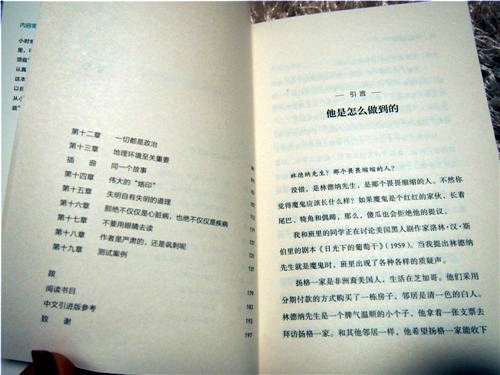 内容简
小时候
第十二章 一切都是政治
第十三章 地理环境至关重要
插曲 同一个故事
第十四章 伟大的“烙印”
第十五章 失明自有失明的道理
第十六章 那绝不仅仅是心脏病，也绝不仅仅是疾病
第十七章 不要用眼睛去读
第十八章 作者是严肃的，还是讽刺呢
第十九章 测试案例
跋
阅读书目 179
中文引进版参考 193
致谢 197
— 引言 —
他是怎么做到的
林德纳先生？那个畏畏缩缩的人？
没错，是林德纳先生，是那个畏畏缩缩的人，不然你
觉得魔鬼应该长什么样？如果魔鬼是个红红的家伙，长着
尾巴、犄角和偶蹄，那么，傻瓜也会拒绝他的提议。
我和班里的同学正在讨论美国黑人剧作家洛林·汉·斯
伯里的剧本《日光下的葡萄干》（1959）。当我提出林德纳
先生就是魔鬼时，班里出现了各种各样的质疑声。
扬格一家是非洲裔美国人，生活在芝加哥。他们采用
分期付款的方式购买了一栋房子，邻居是清一色的白人。
林德纳先生是一个脾气温顺的小个子，他拿着一张支票去
拜访扬格一家。和其他邻居一样，他希望扬格一家能收下